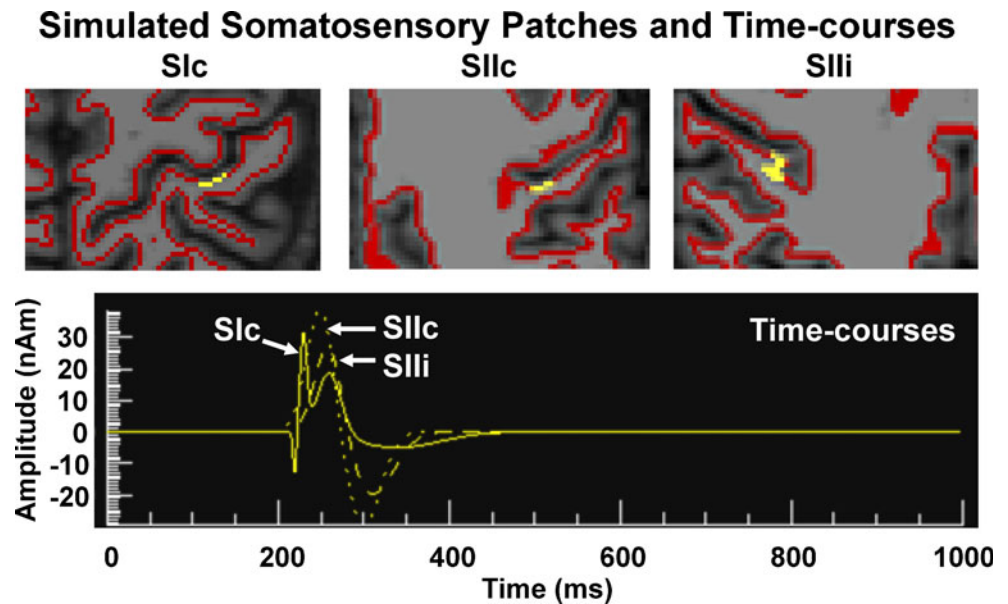 Simulated Somatosensory Patches and Time-courses
SIc SIIc SIIi
Amplitude (nAm)
30
20
10
0
-10
-20
SIc
SIIc
SIIi
Time-courses
0 200 400 600 800 1000
Time (ms)